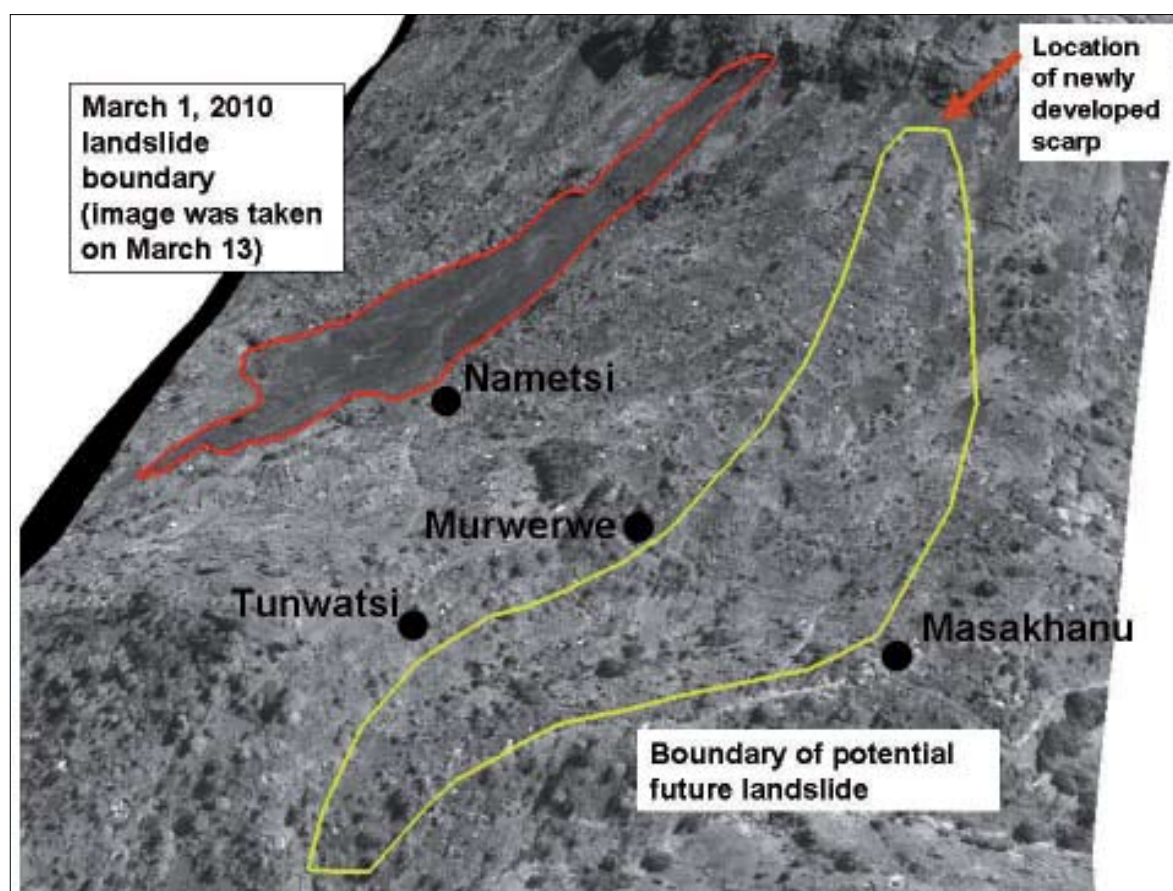 March 1, 2010
landslide
boundary
(image was taken
on March 13)
Location
of newly
developed
scarp
Nametsi
Murwerwe
Tunwatsi
Masakhanu
Boundary of potential
future landslide